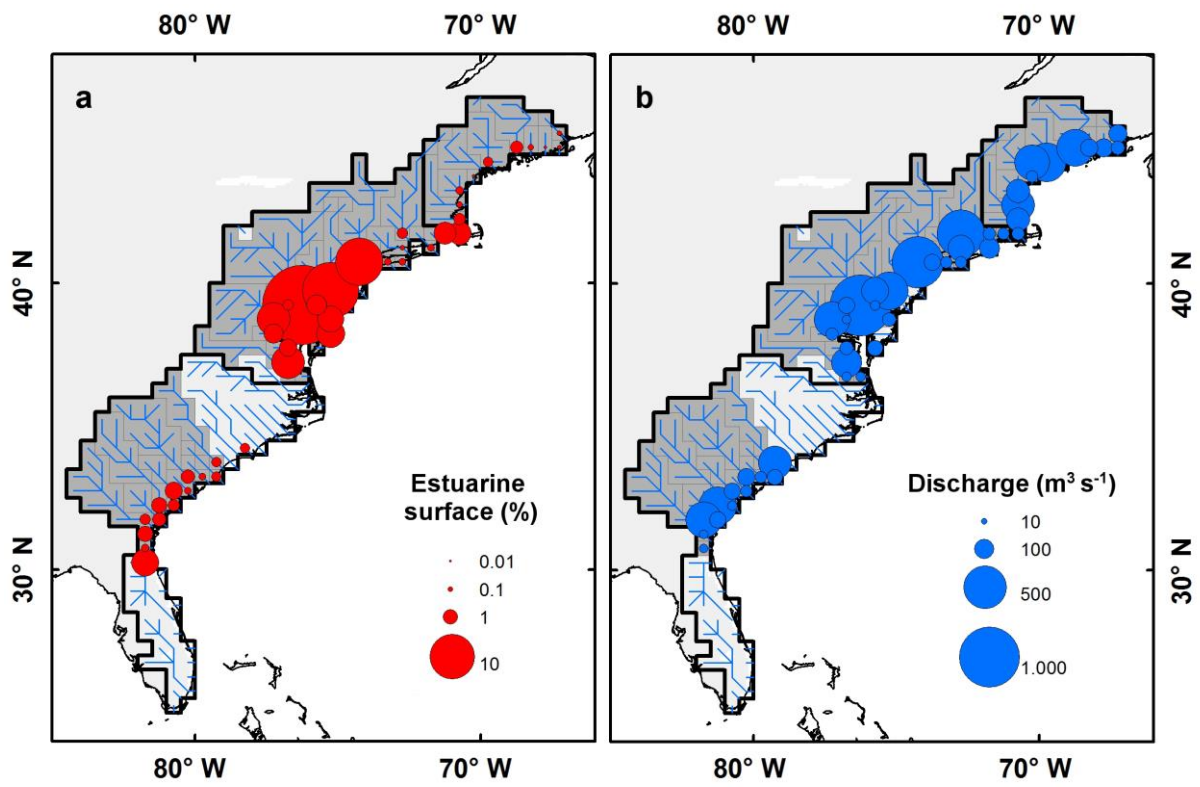 80° W 70° W 80° W 70° W
a b
40° N 40° N
30° N 30° N
Estuarine
surface (%)
0.01
0.1
1
10
Discharge (m³ s⁻¹)
10
100
500
1.000
80° W 70° W 80° W 70° W